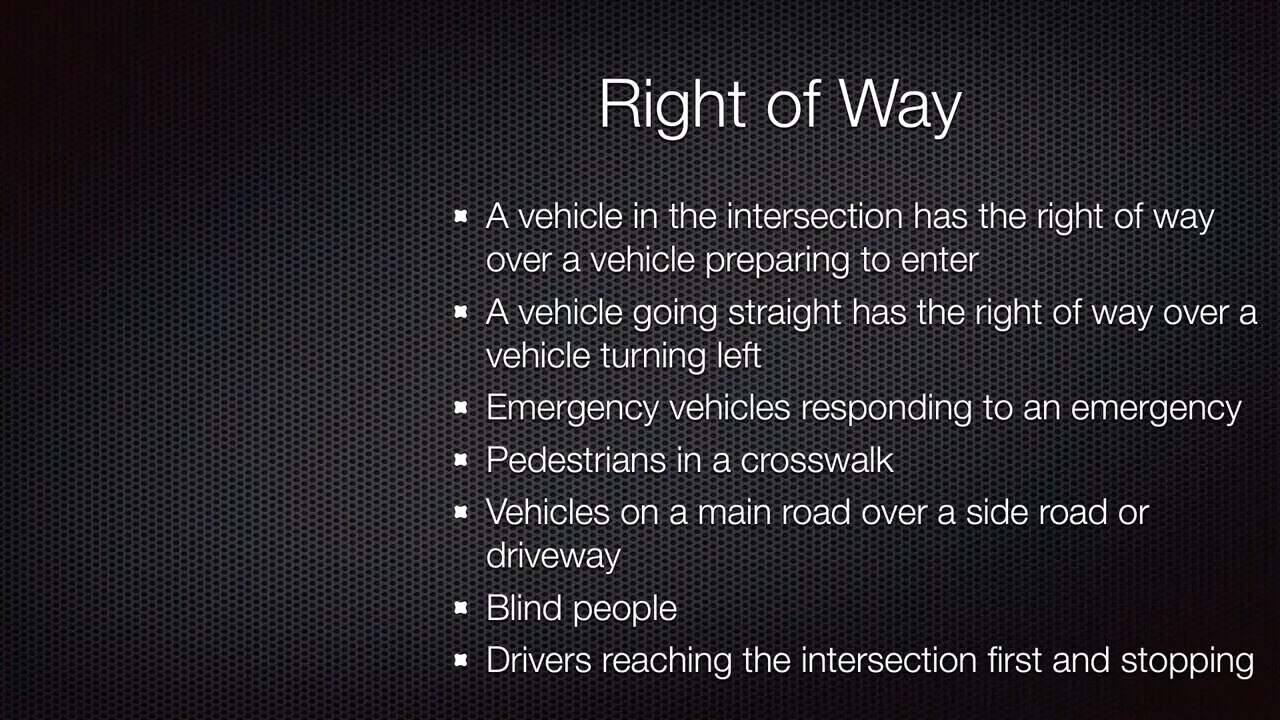 Right of Way
A vehicle in the intersection has the right of way
over a vehicle preparing to enter
A vehicle going straight has the right of way over a
vehicle turning left
Emergency vehicles responding to an emergency
Pedestrians in a crosswalk
Vehicles on a main road over a side road or
driveway
Blind people
Drivers reaching the intersection first and stopping